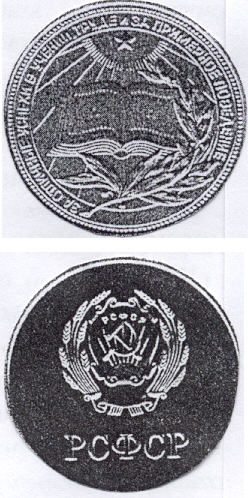 ЗА ОТЛИЧНЫЕ УСПЕХИ В УЧЕНИИ, ТРУДЕ И ЗА ПРИМЕРНОЕ ПОВЕДЕНИЕ
РСФСР
РСФСР